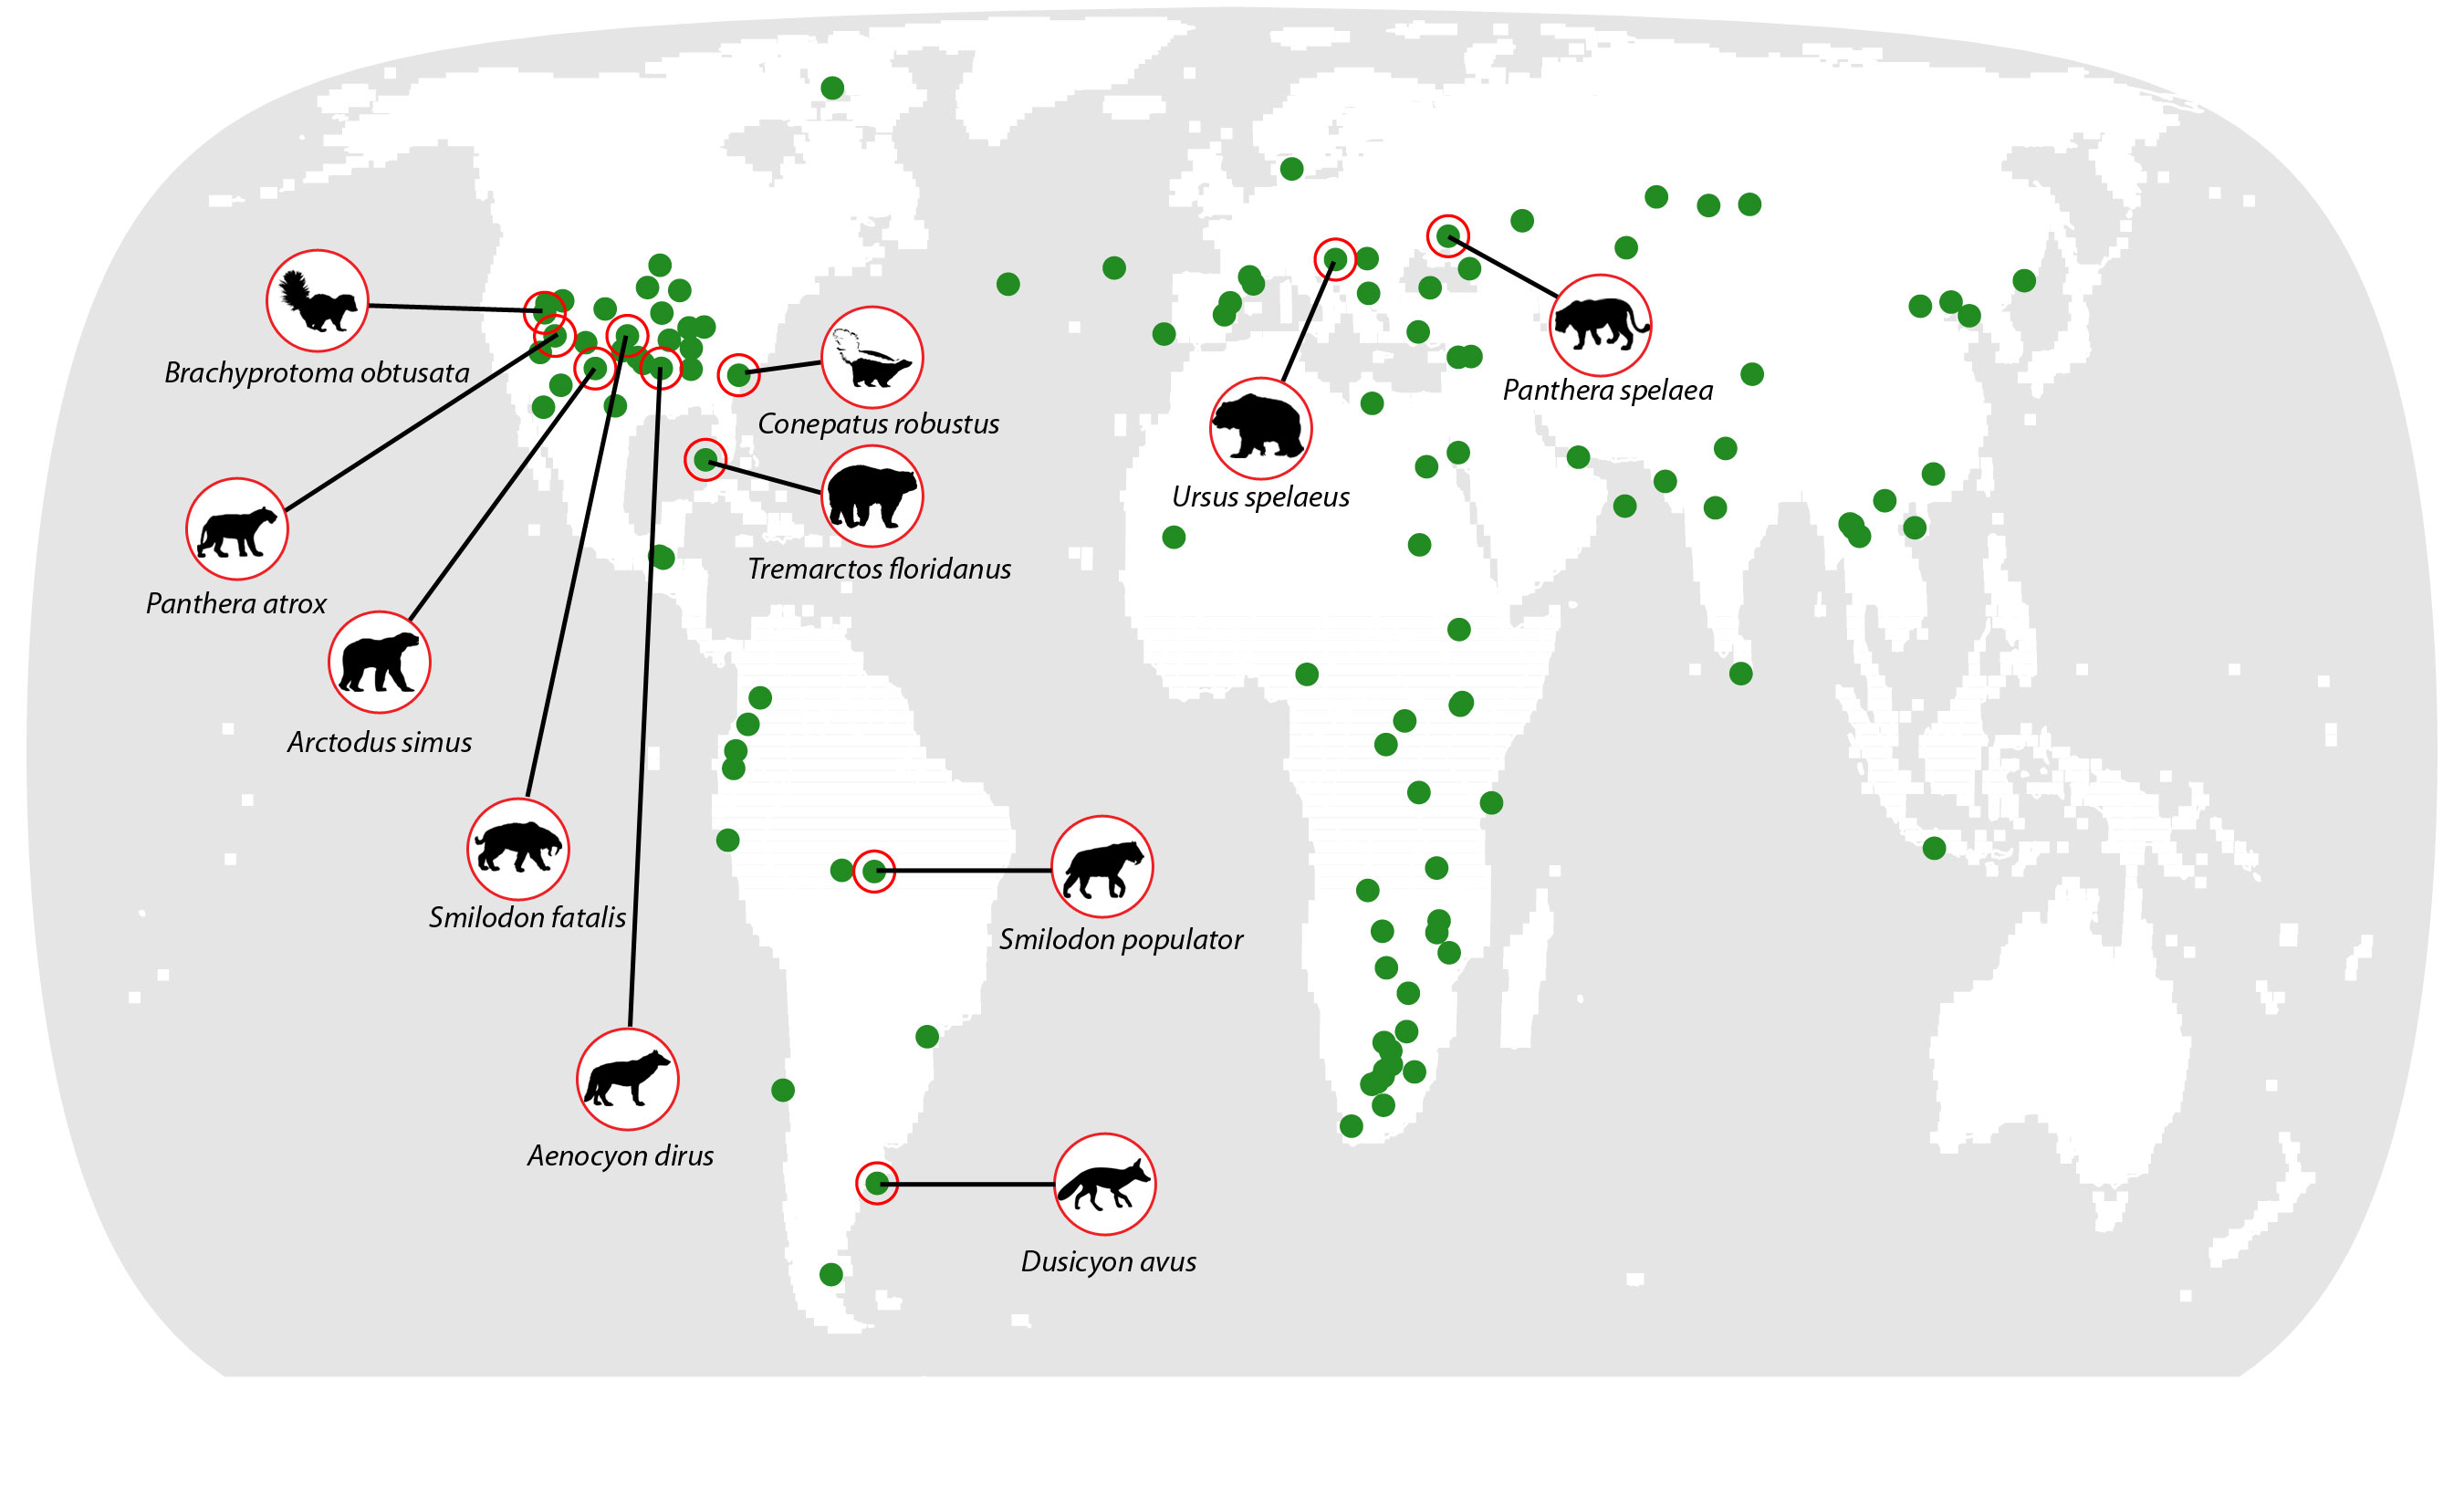 Brachyprotoma obtusata
Panthera spelaea
Conepatus robustus
Ursus spelaeus
Tremarctos floridanus
Panthera atrox
Arctodus simus
Smilodon fatalis
Smilodon populator
Aenocyon dirus
Dusicyon avus